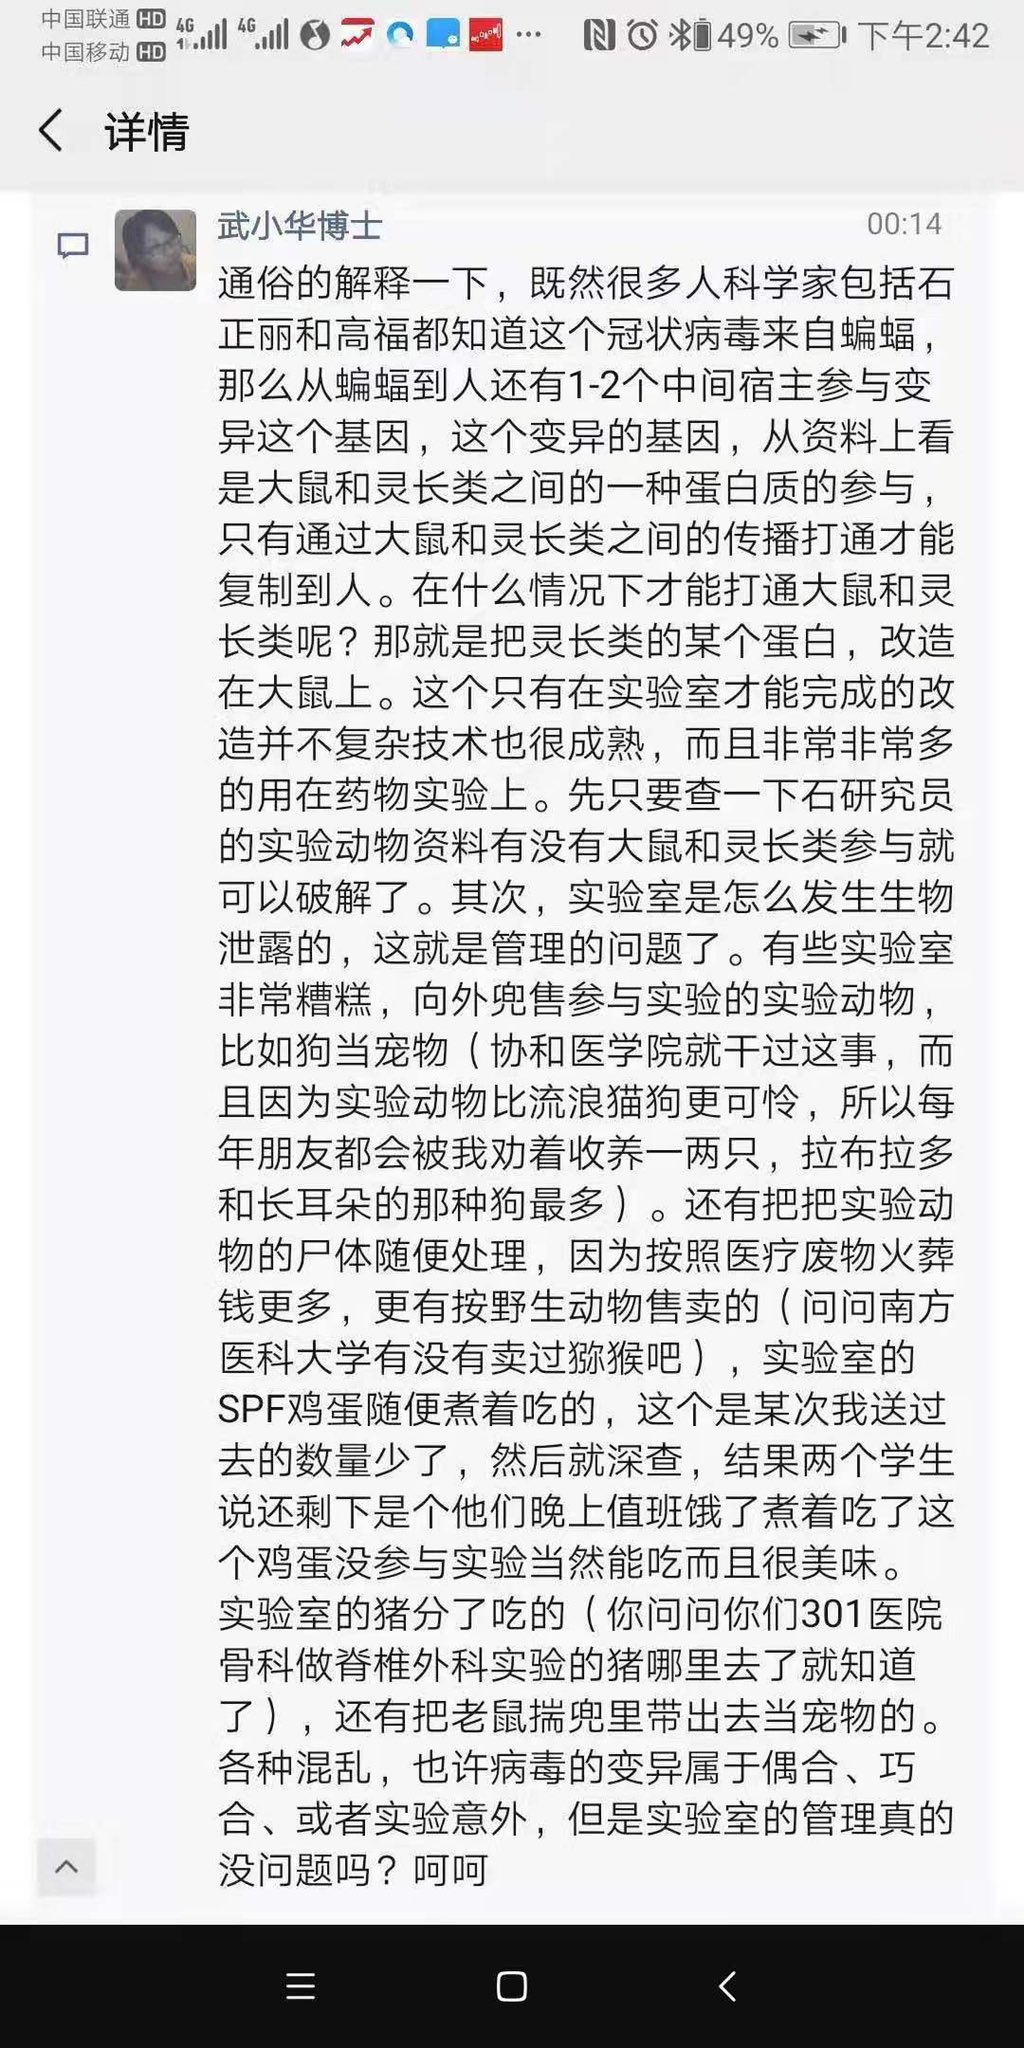 中国联通 HD 4G 4G ... 49% 下午2:42
中国移动 HD
详情
武小华博士 00:14
通俗的解释一下，既然很多人科学家包括石
正丽和高福都知道这个冠状病毒来自蝙蝠，
那么从蝙蝠到人还有1-2个中间宿主参与变
异这个基因，这个变异的基因，从资料上看
是大鼠和灵长类之间的一种蛋白质的参与，
只有通过大鼠和灵长类之间的传播打通才能
复制到人。在什么情况下才能打通大鼠和灵
长类呢？那就是把灵长类的某个蛋白，改造
在大鼠上。这个只有在实验室才能完成的改
造并不复杂技术也很成熟，而且非常非常多
的用在药物实验上。先只要查一下石研究员
的实验动物资料有没有大鼠和灵长类参与就
可以破解了。其次，实验室是怎么发生生物
泄露的，这就是管理的问题了。有些实验室
非常糟糕，向外兜售参与实验的实验动物，
比如狗当宠物（协和医学院就干过这事，而
且因为实验动物比流浪猫狗更可怜，所以每
年朋友都会被我劝着收养一两只，拉布拉多
和长耳朵的那种狗最多）。还有把把实验动
物的尸体随便处理，因为按照医疗废物火葬
钱更多，更有按野生动物售卖的（问问南方
医科大学有没有卖过猕猴吧），实验室的
SPF鸡蛋随便煮着吃的，这个是某次我送过
去的数量少了，然后就深查，结果两个学生
说还剩下是个他们晚上值班饿了煮着吃了这
个鸡蛋没参与实验当然能吃而且很美味。
实验室的猪分了吃的（你问问你们301医院
骨科做脊椎外科实验的猪哪里去了就知道
了），还有把老鼠揣兜里带出去当宠物的。
各种混乱，也许病毒的变异属于偶合、巧
合、或者实验意外，但是实验室的管理真的
没问题吗？呵呵